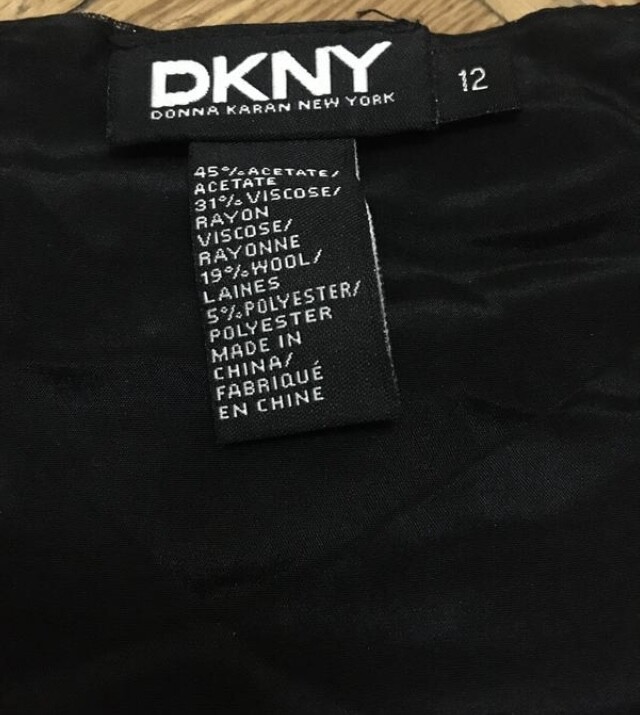 DKNY
DONNA KARAN NEW YORK
12
45% ACETATE/
ACETATE
31% VISCOSE/
RAYON
VISCOSE/
RAYONNE
19% WOOL/
LAINES
5% POLYESTER/
POLYESTER
MADE IN
CHINA/
FABRIQUÉ
EN CHINE